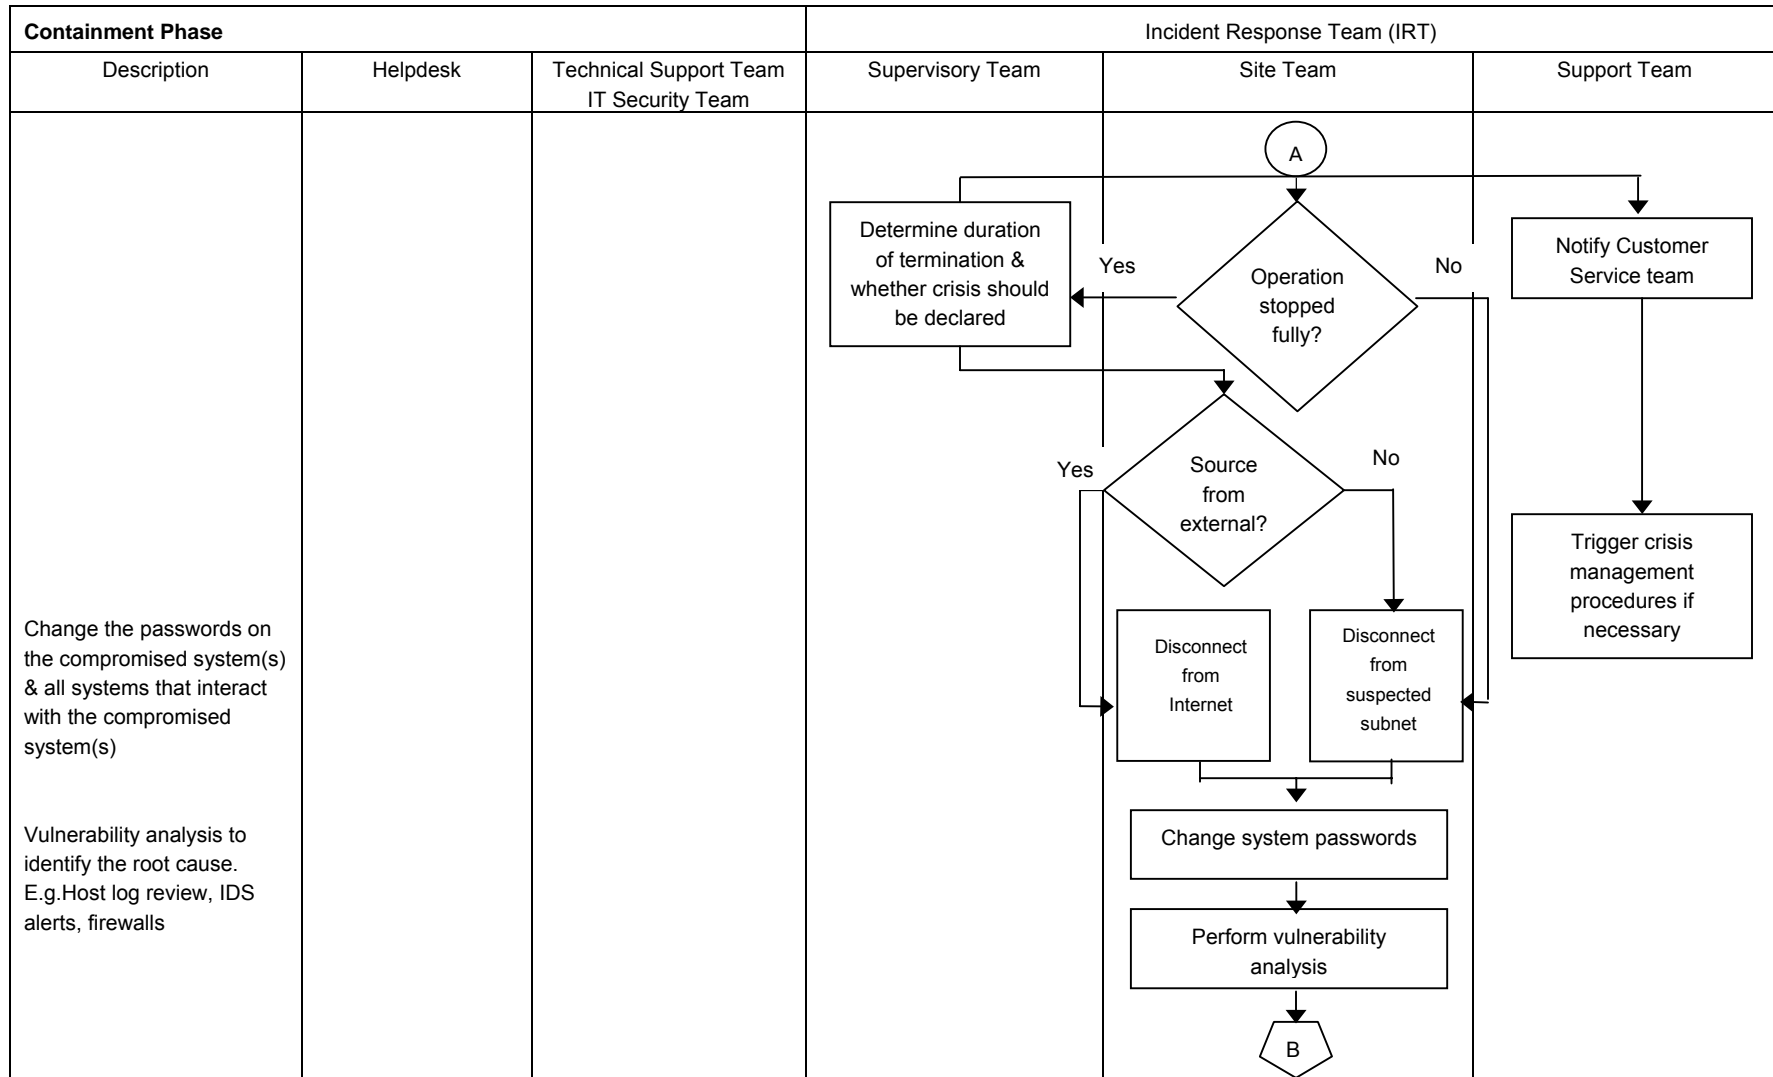 Containment Phase
Incident Response Team (IRT)
Description
Helpdesk
Technical Support Team
IT Security Team
Supervisory Team
Site Team
Support Team
A
Determine duration
of termination &
whether crisis should
be declared
Yes
Operation
stopped
fully?
No
Notify Customer
Service team
Yes
Source
from
external?
No
Trigger crisis
management
procedures if
necessary
Change the passwords on
the compromised system(s)
& all systems that interact
with the compromised
system(s)
Disconnect
from
Internet
Disconnect
from
suspected
subnet
Change system passwords
Vulnerability analysis to
identify the root cause.
E.g.Host log review, IDS
alerts, firewalls
Perform vulnerability
analysis
B